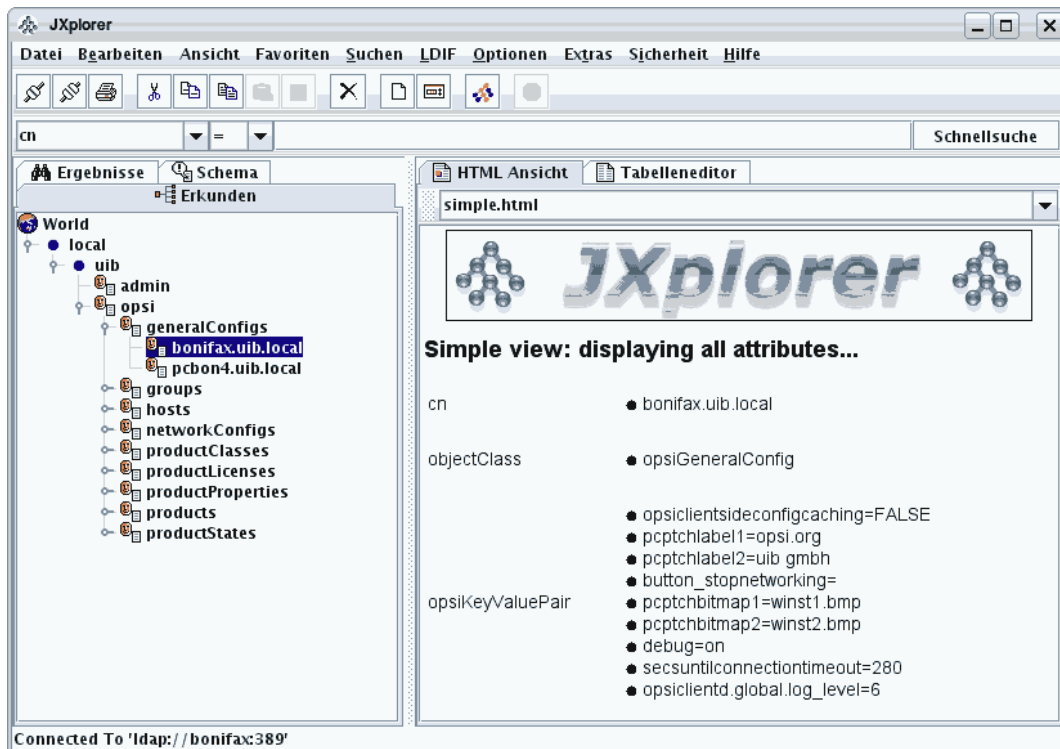 JXplorer
Datei Bearbeiten Ansicht Favoriten Suchen LDIF Optionen Extras Sicherheit Hilfe
cn = Schnellsuche
Ergebnisse Schema
Erkunden
World
local
uib
admin
opsi
generalConfigs
bonifax.uib.local
pcbon4.uib.local
groups
hosts
networkConfigs
productClasses
productLicenses
productProperties
products
productStates
HTML Ansicht Tabelleneditor
simple.html
JXplorer
Simple view: displaying all attributes...
cn bonifax.uib.local
objectClass opsiGeneralConfig
opsiKeyValuePair
opsiclientsideconfigcaching=FALSE
pcptchlabel1=opsi.org
pcptchlabel2=uib gmbh
button_stopnetworking=
pcptchbitmap1=winst1.bmp
pcptchbitmap2=winst2.bmp
debug=on
secsuntilconnectiontimeout=280
opsiclientd.global.log_level=6
Connected To 'ldap://bonifax:389'